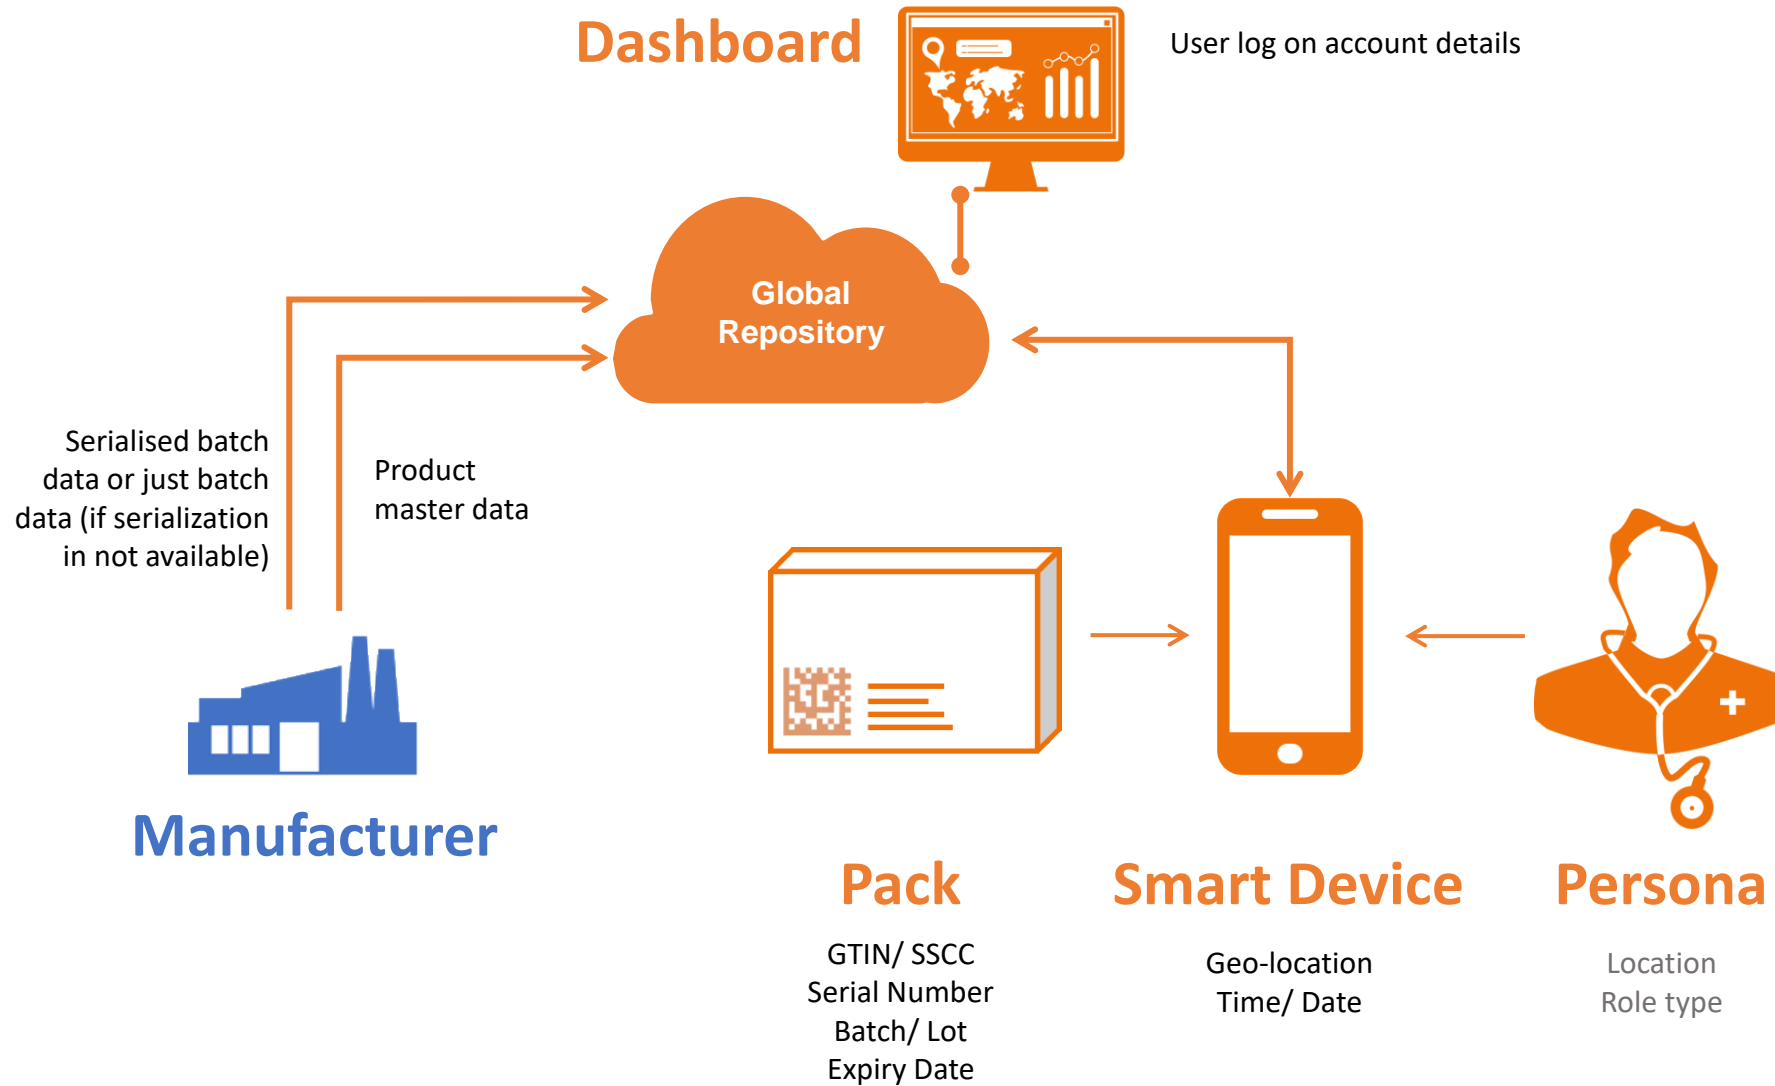 Dashboard
User log on account details
Global
Repository
Serialised batch
data or just batch
data (if serialization
in not available)
Product
master data
Manufacturer
Pack
GTIN/ SSCC
Serial Number
Batch/ Lot
Expiry Date
Smart Device
Geo-location
Time/ Date
Persona
Location
Role type